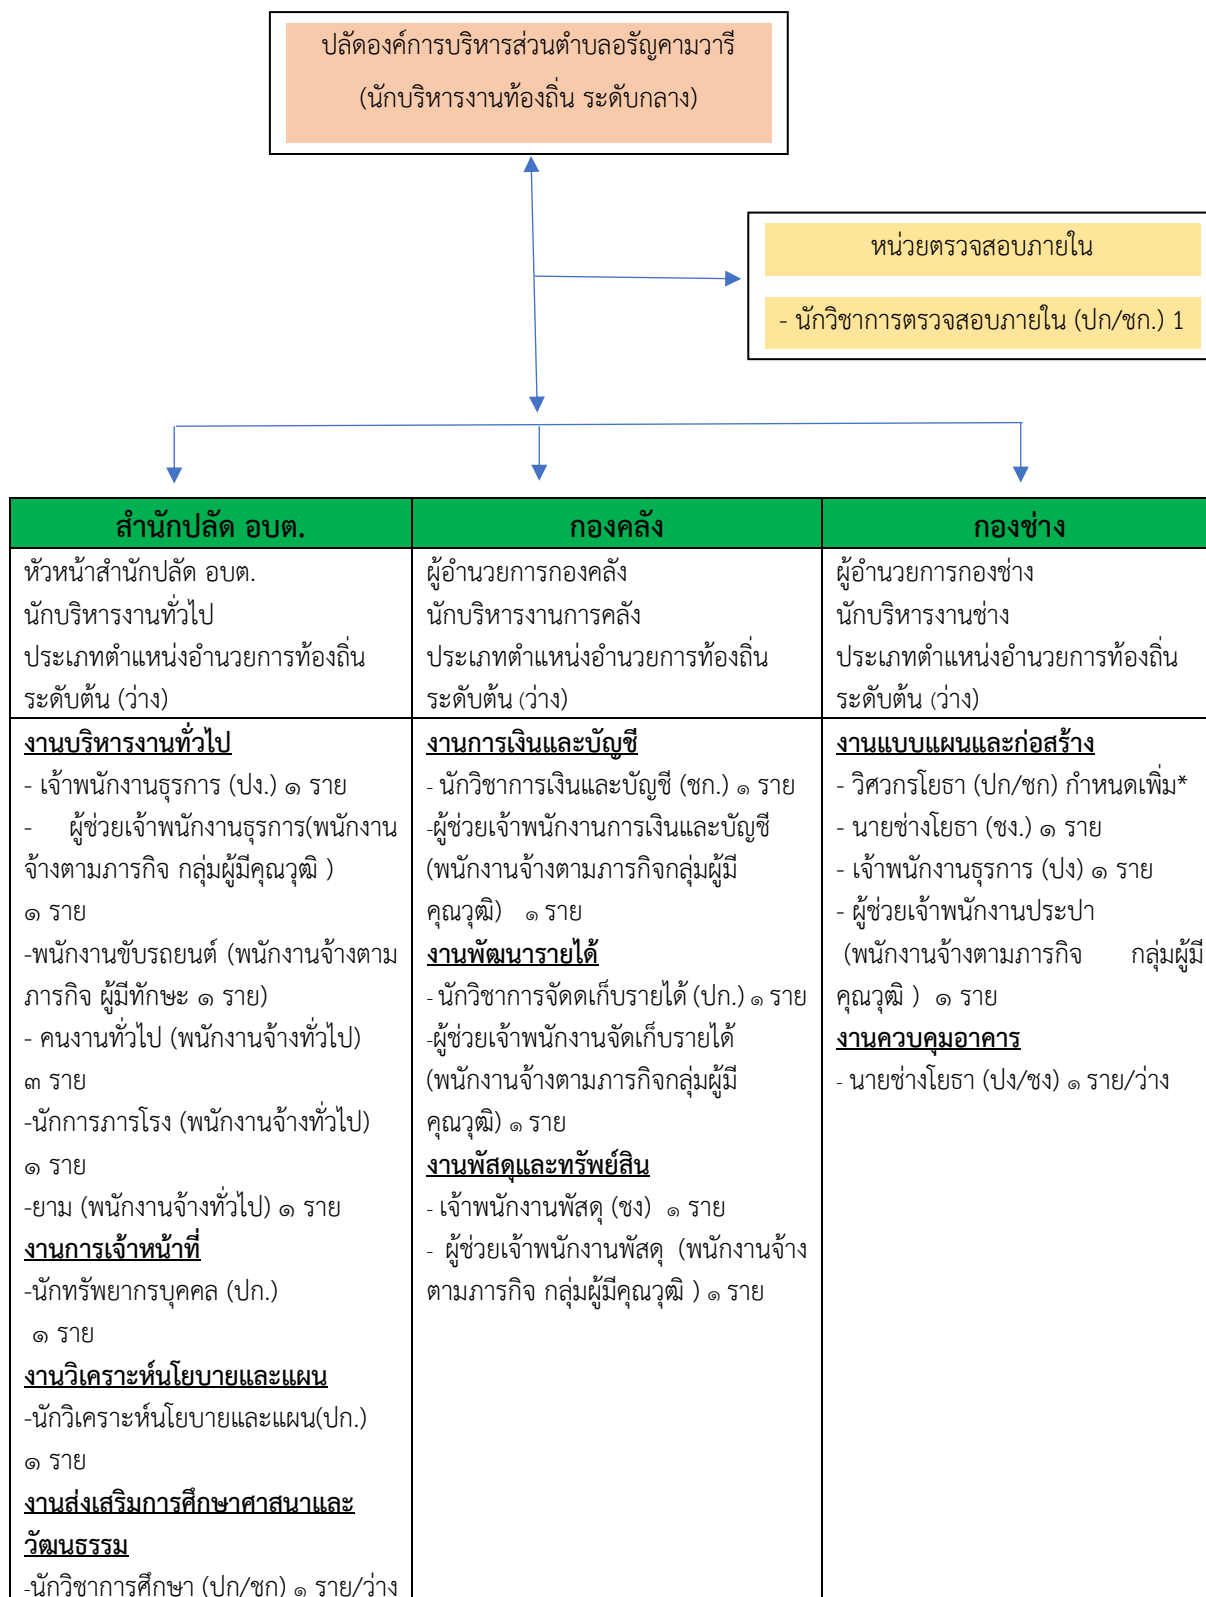 ปลัดองค์การบริหารส่วนตำบลอรัญคามวารี
(นักบริหารงานท้องถิ่น ระดับกลาง)
หน่วยตรวจสอบภายใน
- นักวิชาการตรวจสอบภายใน (ปก/ชก.) 1
สำนักปลัด อบต.
หัวหน้าสำนักปลัด อบต.
นักบริหารงานทั่วไป
ประเภทตำแหน่งอำนวยการท้องถิ่น
ระดับต้น (ว่าง)
งานบริหารงานทั่วไป
- เจ้าพนักงานธุรการ (ปง.) ๑ ราย
- ผู้ช่วยเจ้าพนักงานธุรการ(พนักงาน
จ้างตามภารกิจ กลุ่มผู้มีคุณวุฒิ )
๑ ราย
-พนักงานขับรถยนต์ (พนักงานจ้างตาม
ภารกิจ ผู้มีทักษะ ๑ ราย)
- คนงานทั่วไป (พนักงานจ้างทั่วไป)
๓ ราย
-นักการภารโรง (พนักงานจ้างทั่วไป)
๑ ราย
-ยาม (พนักงานจ้างทั่วไป) ๑ ราย
งานการเจ้าหน้าที่
-นักทรัพยากรบุคคล (ปก.)
๑ ราย
งานวิเคราะห์นโยบายและแผน
-นักวิเคราะห์นโยบายและแผน(ปก.)
๑ ราย
งานส่งเสริมการศึกษาศาสนาและ
วัฒนธรรม
-นักวิชาการศึกษา (ปก/ชก) ๑ ราย/ว่าง
กองคลัง
ผู้อำนวยการกองคลัง
นักบริหารงานการคลัง
ประเภทตำแหน่งอำนวยการท้องถิ่น
ระดับต้น (ว่าง)
งานการเงินและบัญชี
- นักวิชาการเงินและบัญชี (ชก.) ๑ ราย
-ผู้ช่วยเจ้าพนักงานการเงินและบัญชี
(พนักงานจ้างตามภารกิจกลุ่มผู้มี
คุณวุฒิ) ๑ ราย
งานพัฒนารายได้
- นักวิชาการจัดดเก็บรายได้ (ปก.) ๑ ราย
-ผู้ช่วยเจ้าพนักงานจัดเก็บรายได้
(พนักงานจ้างตามภารกิจกลุ่มผู้มี
คุณวุฒิ) ๑ ราย
งานพัสดุและทรัพย์สิน
- เจ้าพนักงานพัสดุ (ชง) ๑ ราย
- ผู้ช่วยเจ้าพนักงานพัสดุ (พนักงานจ้าง
ตามภารกิจ กลุ่มผู้มีคุณวุฒิ ) ๑ ราย
กองช่าง
ผู้อำนวยการกองช่าง
นักบริหารงานช่าง
ประเภทตำแหน่งอำนวยการท้องถิ่น
ระดับต้น (ว่าง)
งานแบบแผนและก่อสร้าง
- วิศวกรโยธา (ปก/ชก) กำหนดเพิ่ม*
- นายช่างโยธา (ชง.) ๑ ราย
- เจ้าพนักงานธุรการ (ปง) ๑ ราย
- ผู้ช่วยเจ้าพนักงานประปา
(พนักงานจ้างตามภารกิจ กลุ่มผู้มี
คุณวุฒิ ) ๑ ราย
งานควบคุมอาคาร
- นายช่างโยธา (ปง/ชง) ๑ ราย/ว่าง